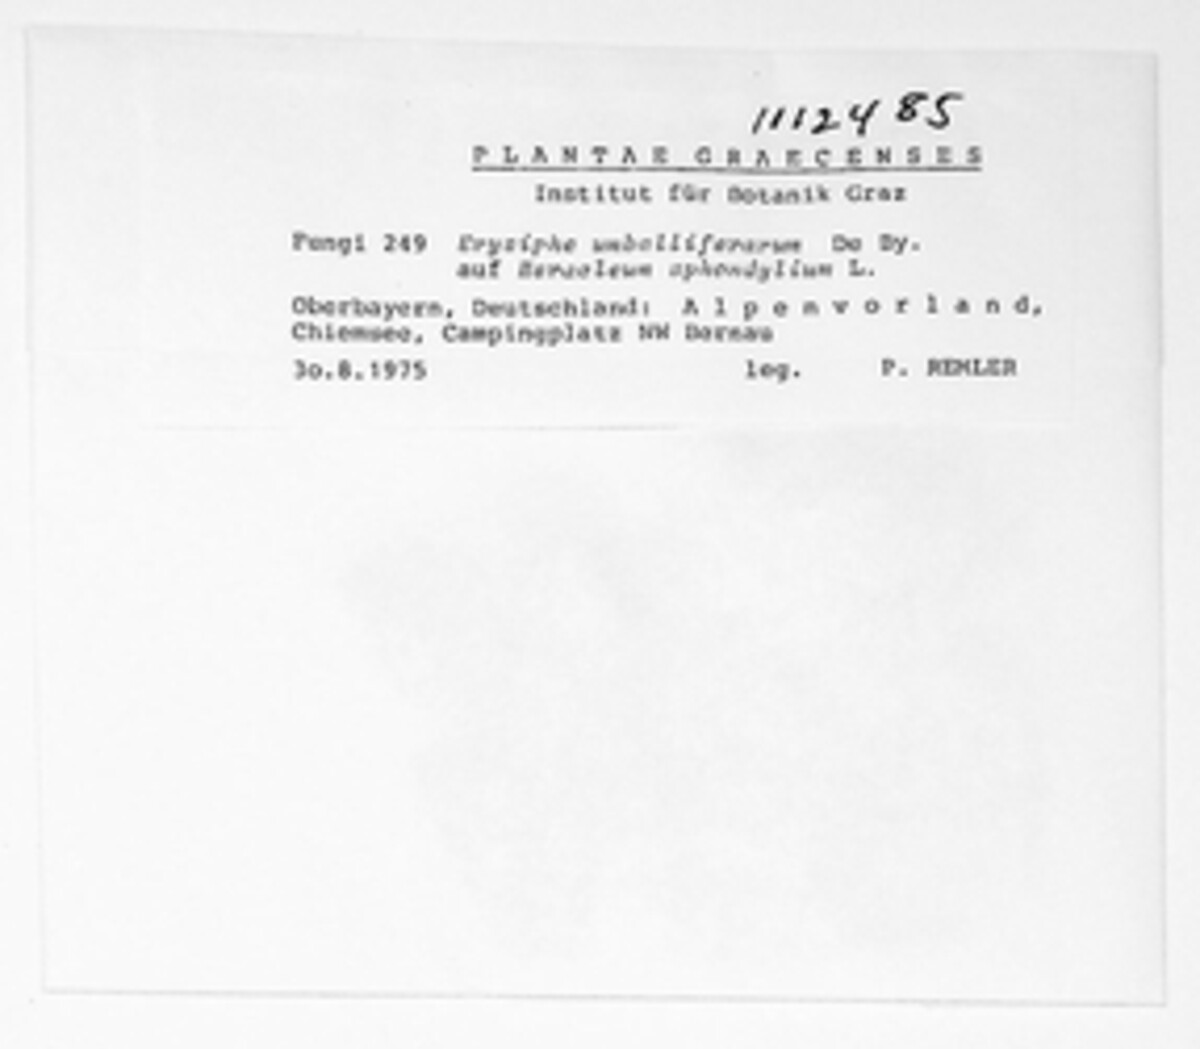 1112485
PLANTAE GRAECENSES
Institut für Botanik Graz
Fungi 249 Erysiphe umbelliferarum De By.
auf Heracleum sphondylium L.
Oberbayern, Deutschland: Alpenvorland,
Chiemsee, Campingplatz NW Bernau
30.8.1975 leg. P. REMLER